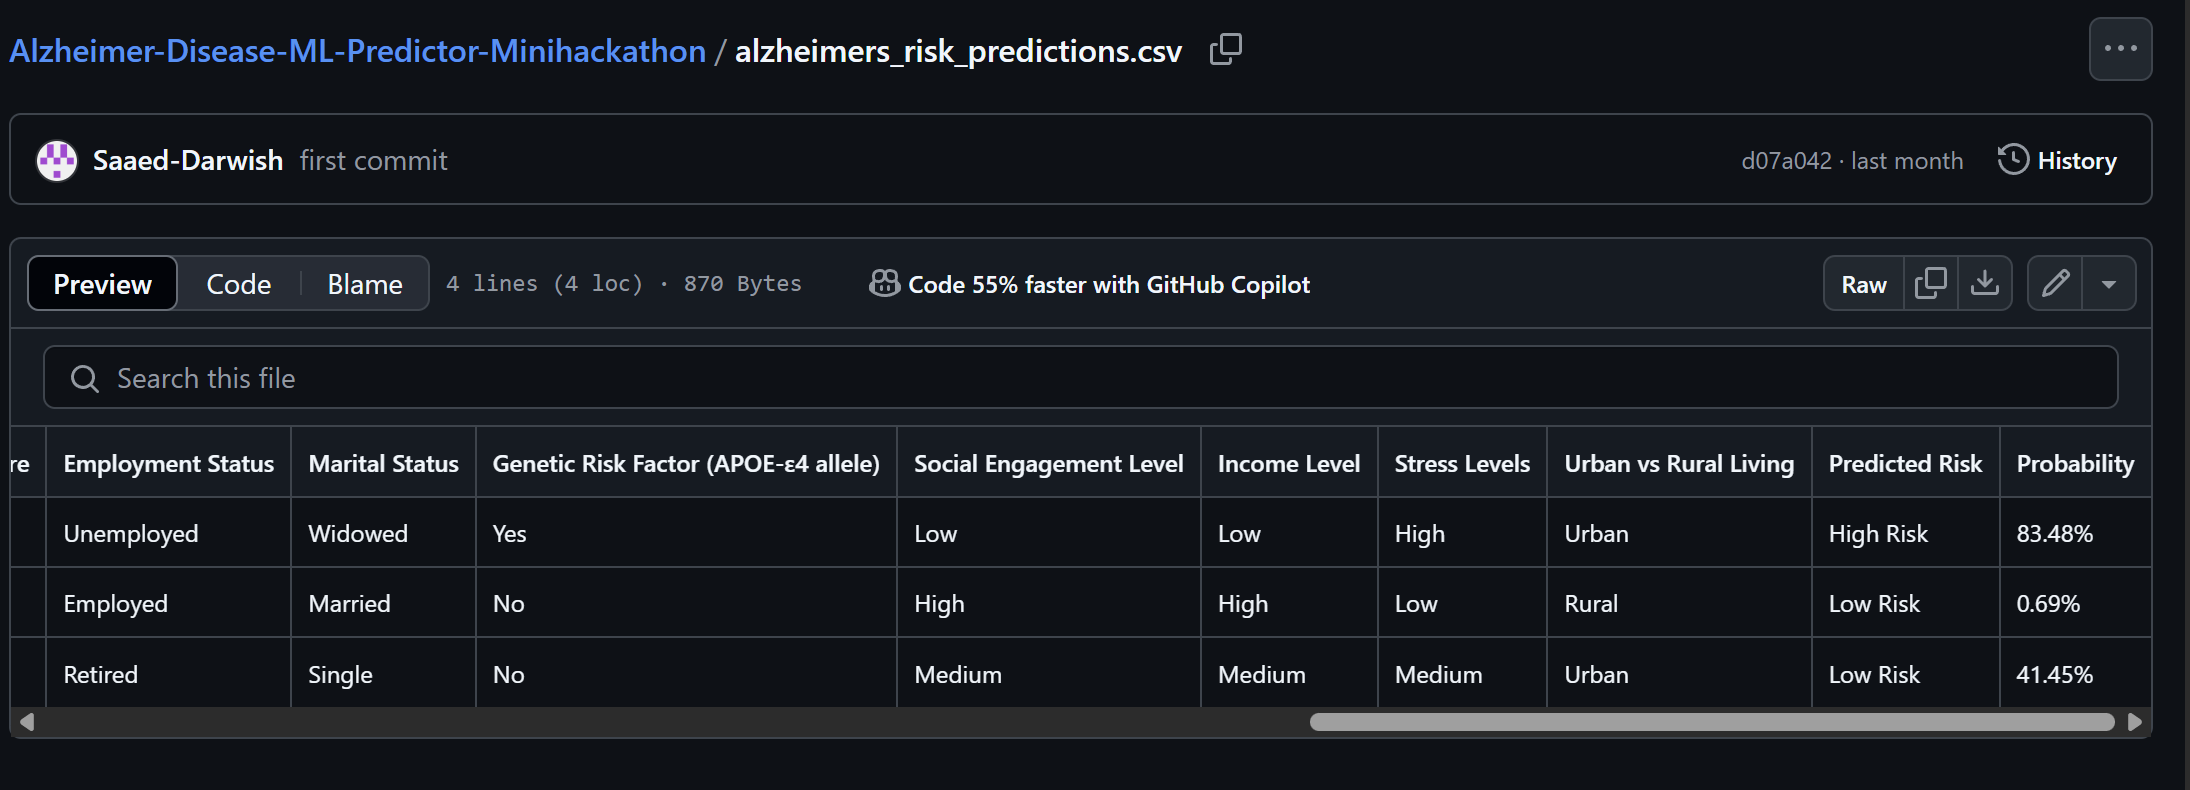 Alzheimer-Disease-ML-Predictor-Minihackathon / alzheimers_risk_predictions.csv
Saaed-Darwish first commit d07a042 · last month History
Preview Code Blame 4 lines (4 loc) · 870 Bytes Code 55% faster with GitHub Copilot Raw
Search this file
re Employment Status Marital Status Genetic Risk Factor (APOE-ε4 allele) Social Engagement Level Income Level Stress Levels Urban vs Rural Living Predicted Risk Probability
Unemployed Widowed Yes Low Low High Urban High Risk 83.48%
Employed Married No High High Low Rural Low Risk 0.69%
Retired Single No Medium Medium Medium Urban Low Risk 41.45%